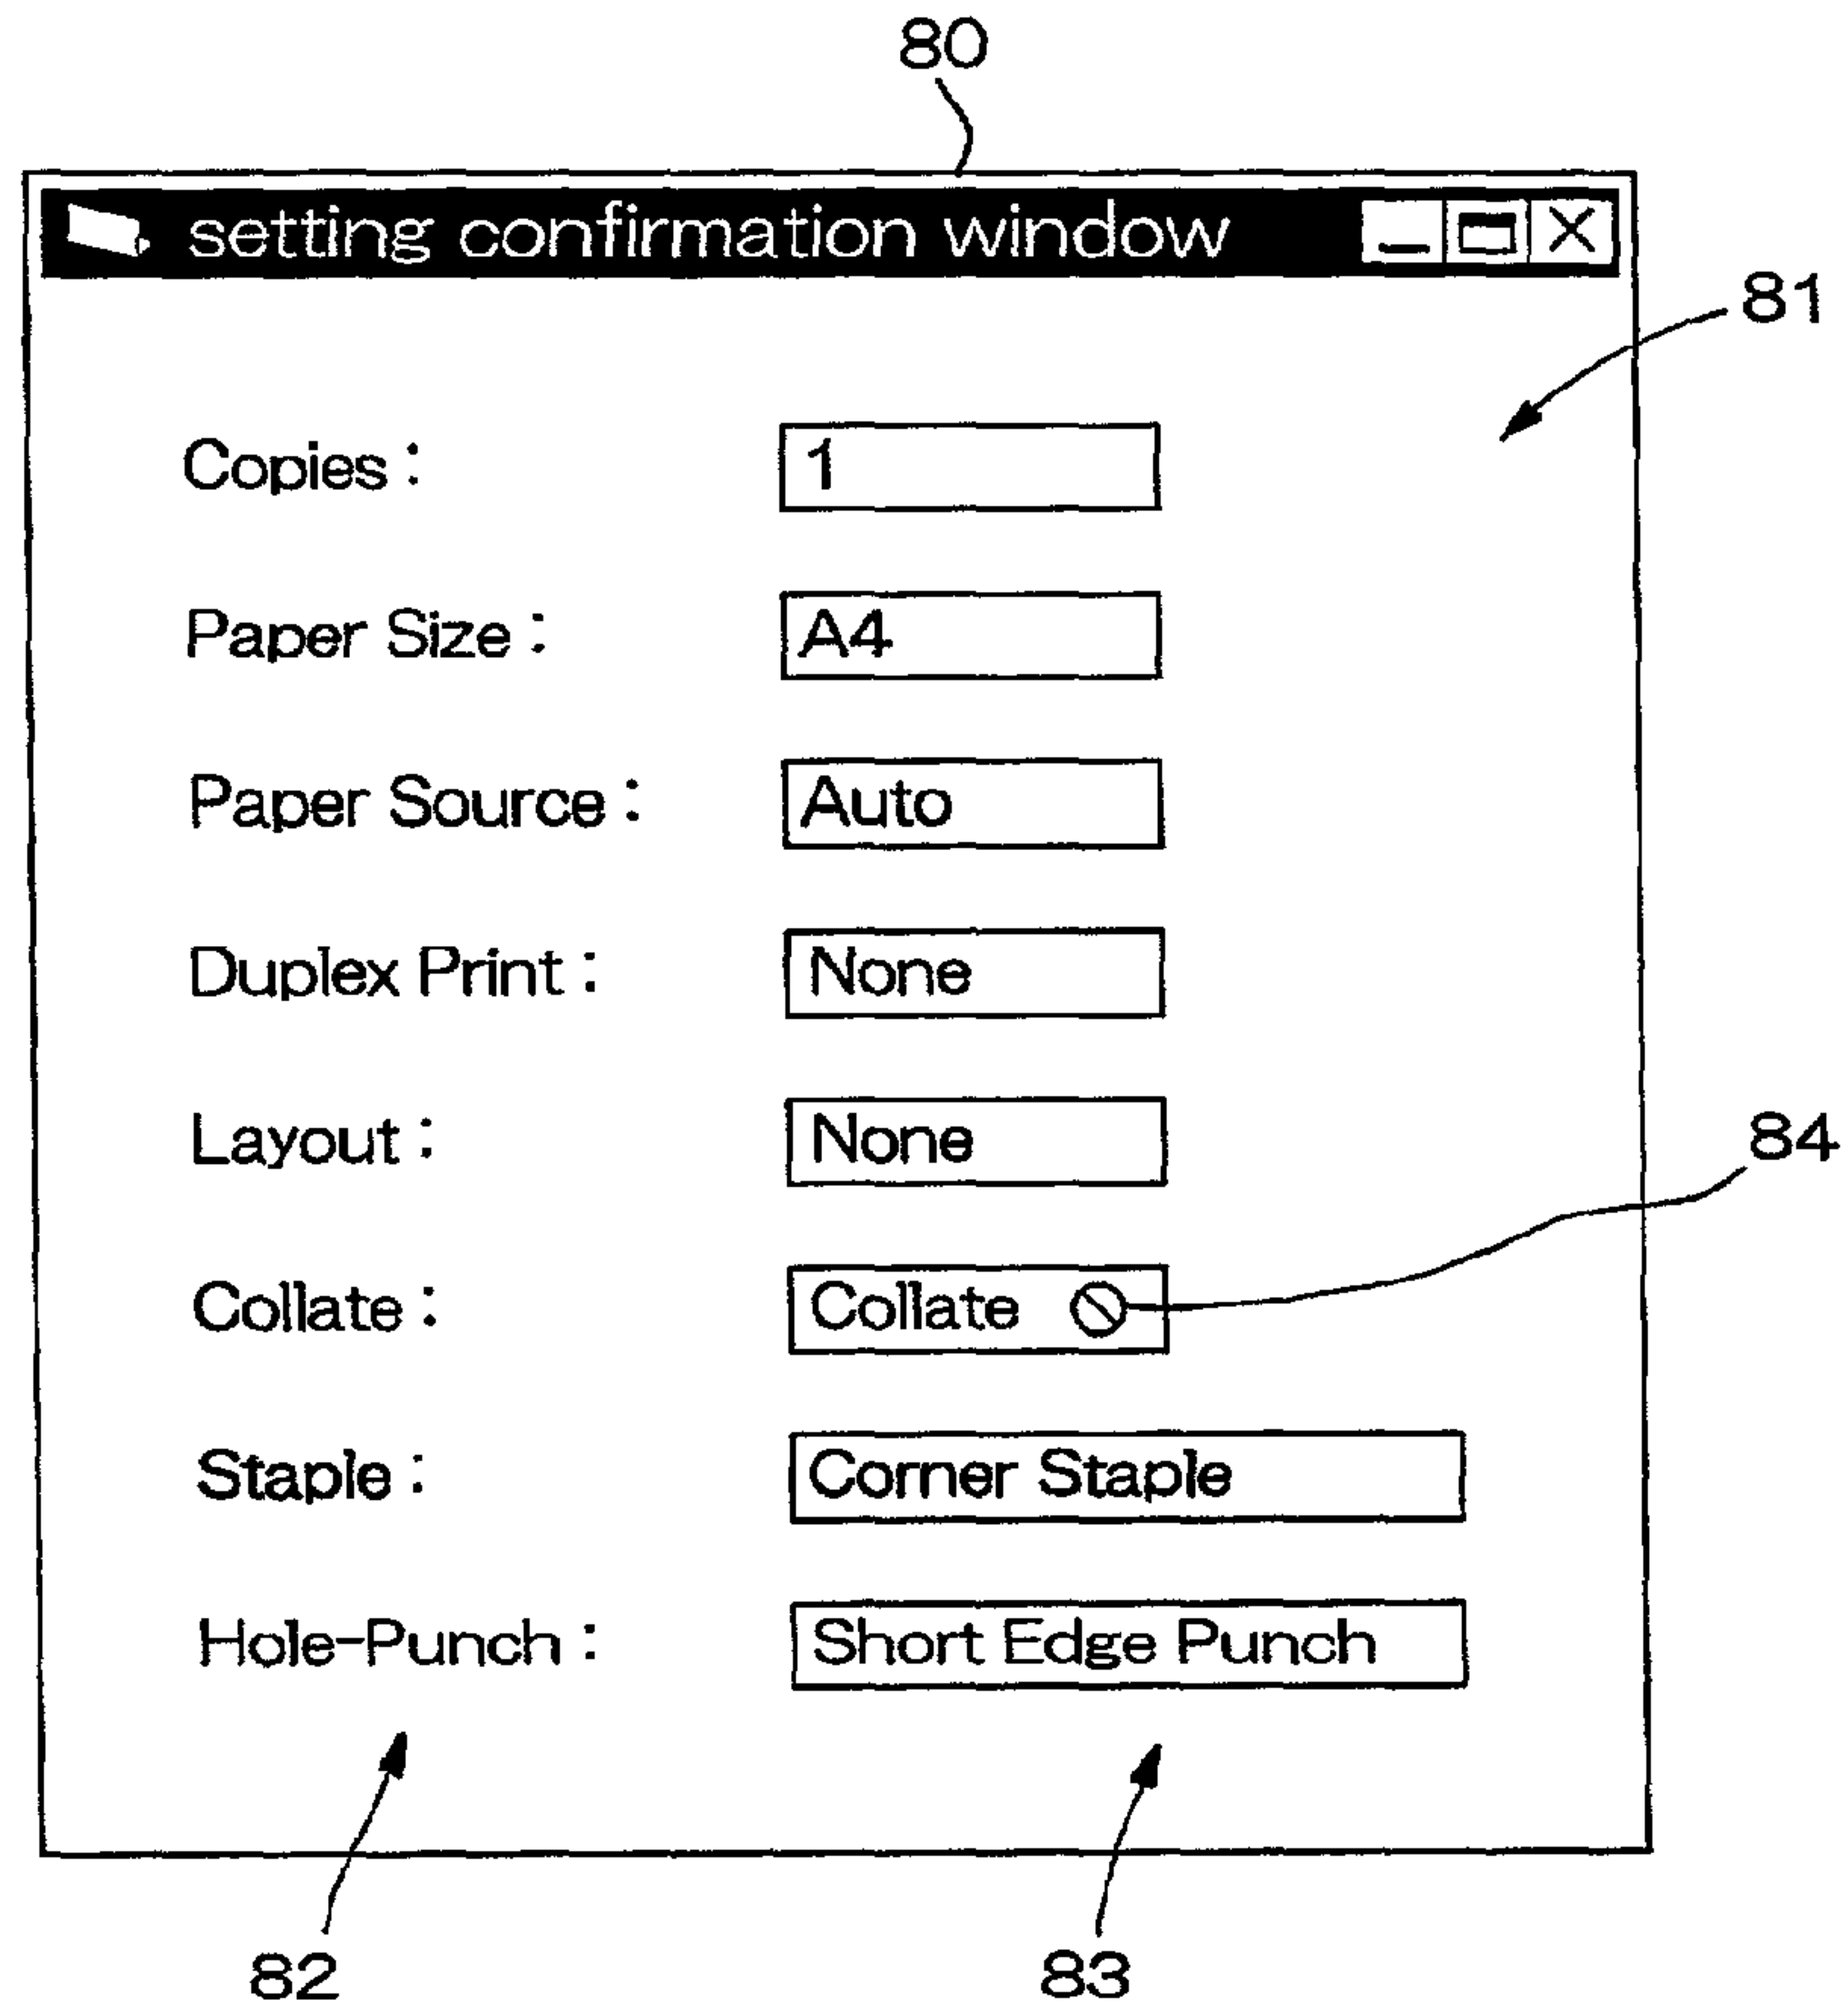 80
setting confirmation window
81
Copies : 1
Paper Size : A4
Paper Source : Auto
Duplex Print : None
Layout : None
84
Collate : Collate
Staple : Corner Staple
Hole-Punch : Short Edge Punch
82 83